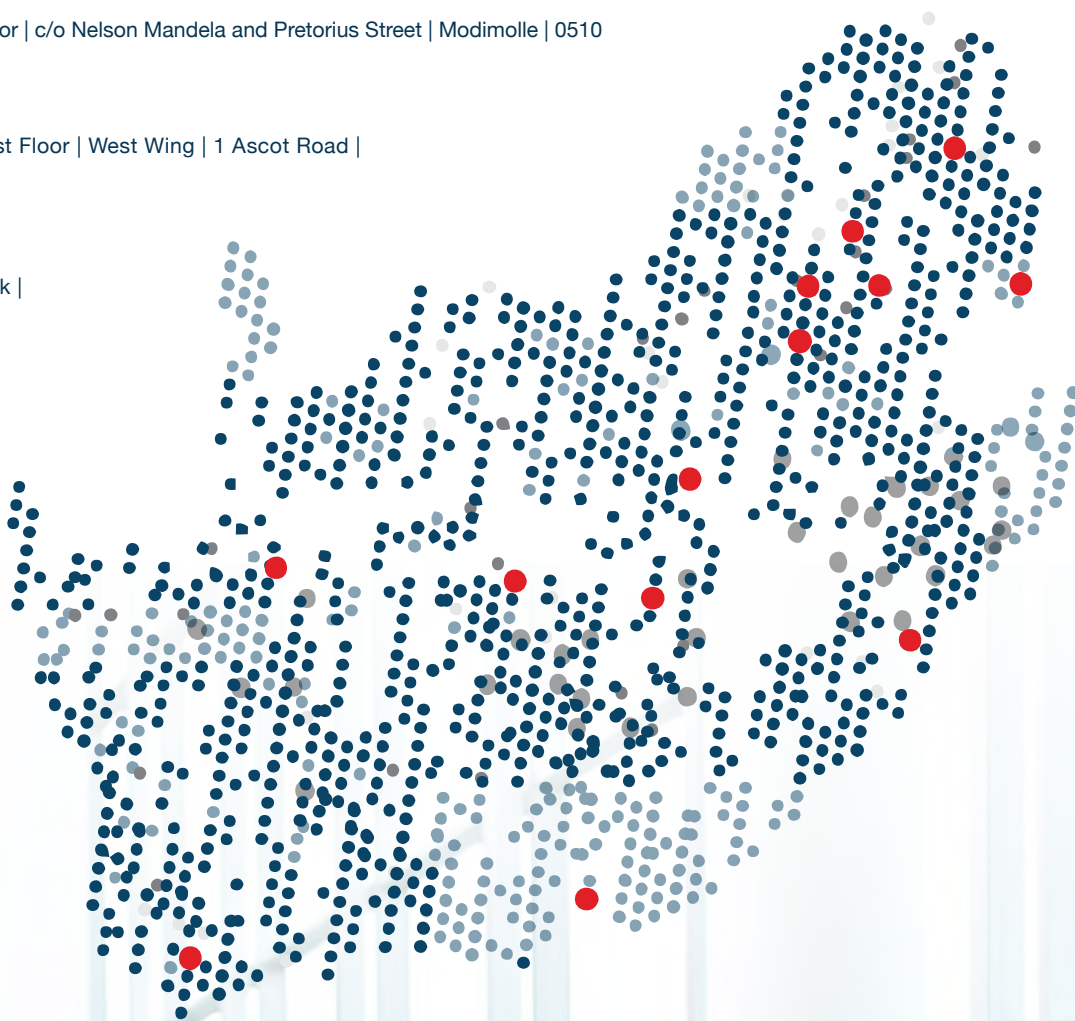 or | c/o Nelson Mandela and Pretorius Street | Modimolle | 0510
st Floor | West Wing | 1 Ascot Road |
k |